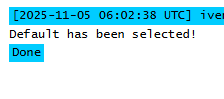 [2025-11-05 06:02:38 UTC]
Default has been selected!
Done